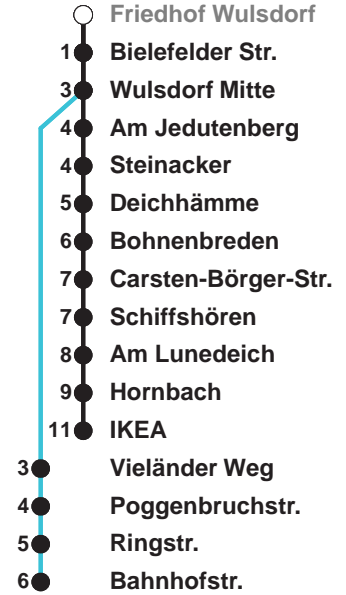 Friedhof Wulsdorf
1 Bielefelder Str.
3 Wulsdorf Mitte
4 Am Jedutenberg
4 Steinacker
5 Deichhämme
6 Bohnenbreden
7 Carsten-Börger-Str.
7 Schiffshören
8 Am Lunedeich
9 Hornbach
11 IKEA
3 Vieländer Weg
4 Poggenbruchstr.
5 Ringstr.
6 Bahnhofstr.